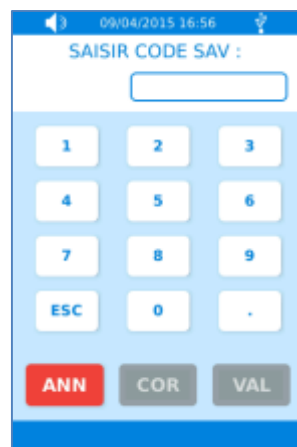 09/04/2015 16:56
SAISIR CODE SAV :
1 2 3
4 5 6
7 8 9
ESC 0 .
ANN COR VAL